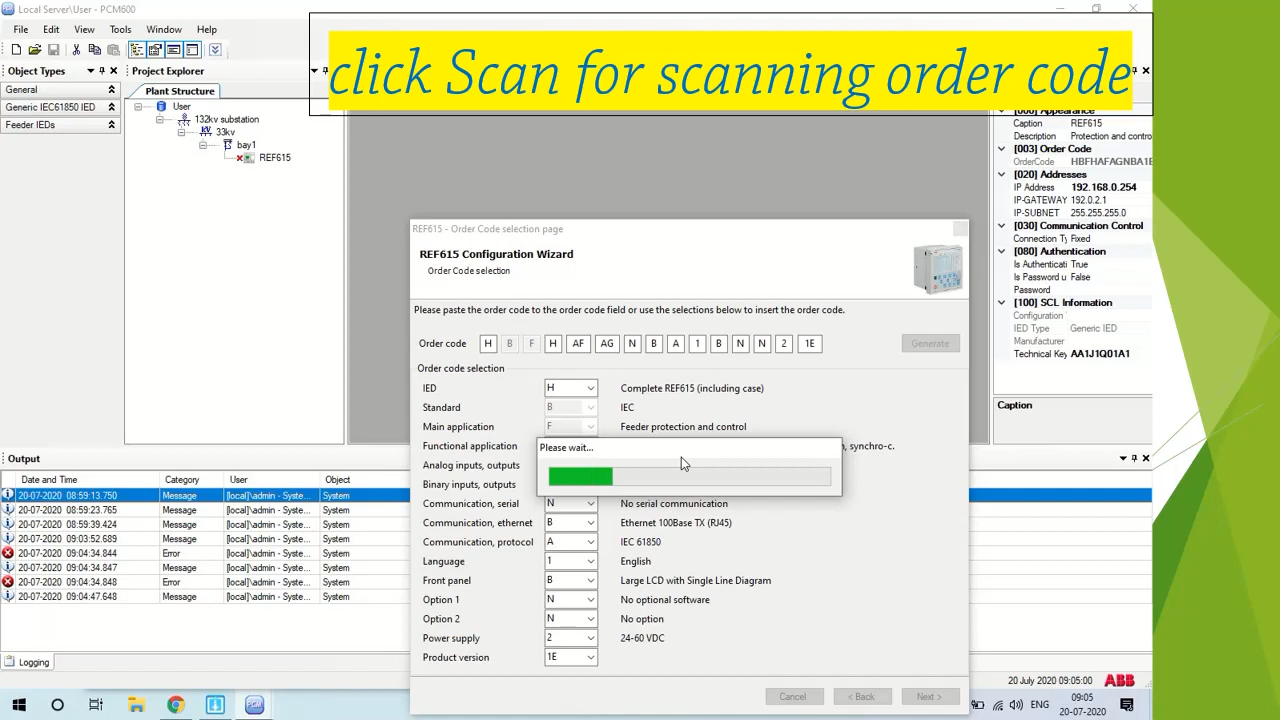 Local Server\User - PCM600
click Scan for scanning order code
File Edit View Tools Window Help
Object Types
Project Explorer
General
Generic IEC61850 IED
Feeder IEDs
Plant Structure
User
132kv substation
33kv
bay1
REF615
[000] Appearance
Caption REF615
Description Protection and contro
[003] Order Code
OrderCode HBFHAFAGNBA1B
[020] Addresses
IP Address 192.168.0.254
IP-GATEWAY 192.0.2.1
IP-SUBNET 255.255.255.0
[030] Communication Control
Connection Ty Fixed
[080] Authentication
Is Authenticati True
Is Password u False
Password
[100] SCL Information
Configuration
IED Type Generic IED
Manufacturer
Technical Key AA1J1Q01A1
Caption
REF615 - Order Code selection page
REF615 Configuration Wizard
Order Code selection
Please paste the order code to the order code field or use the selections below to insert the order code.
Order code H B F H AF AG N B A 1 B N N 2 1E Generate
Order code selection
IED H Complete REF615 (including case)
Standard B IEC
Main application F Feeder protection and control
Functional application , synchro-c.
Please wait...
Analog inputs, outputs
Binary inputs, outputs
Communication, serial N No serial communication
Communication, ethernet B Ethernet 100Base TX (RJ45)
Communication, protocol A IEC 61850
Language 1 English
Front panel B Large LCD with Single Line Diagram
Option 1 N No optional software
Option 2 N No option
Power supply 2 24-60 VDC
Product version 1E
Cancel < Back Next >
Output
Date and Time Category User Object
20-07-2020 08:59:13.750 Message [local]\admin - Syste... System
20-07-2020 08:59:23.765 Message [local]\admin - Syste... System
20-07-2020 08:59:39.424 Message [local]\admin - Syste... System
20-07-2020 09:03:52.689 Message [local]\admin - Syste... System
20-07-2020 09:04:34.844 Error [local]\admin - Syste... System
20-07-2020 09:04:34.847 Message [local]\admin - Syste... System
20-07-2020 09:04:34.848 Error [local]\admin - Syste... System
20-07-2020 09:04:47.648 Message [local]\admin - Syste... System
Logging
20 July 2020 09:05:00 ABB
PCM
ENG
09:05
20-07-2020